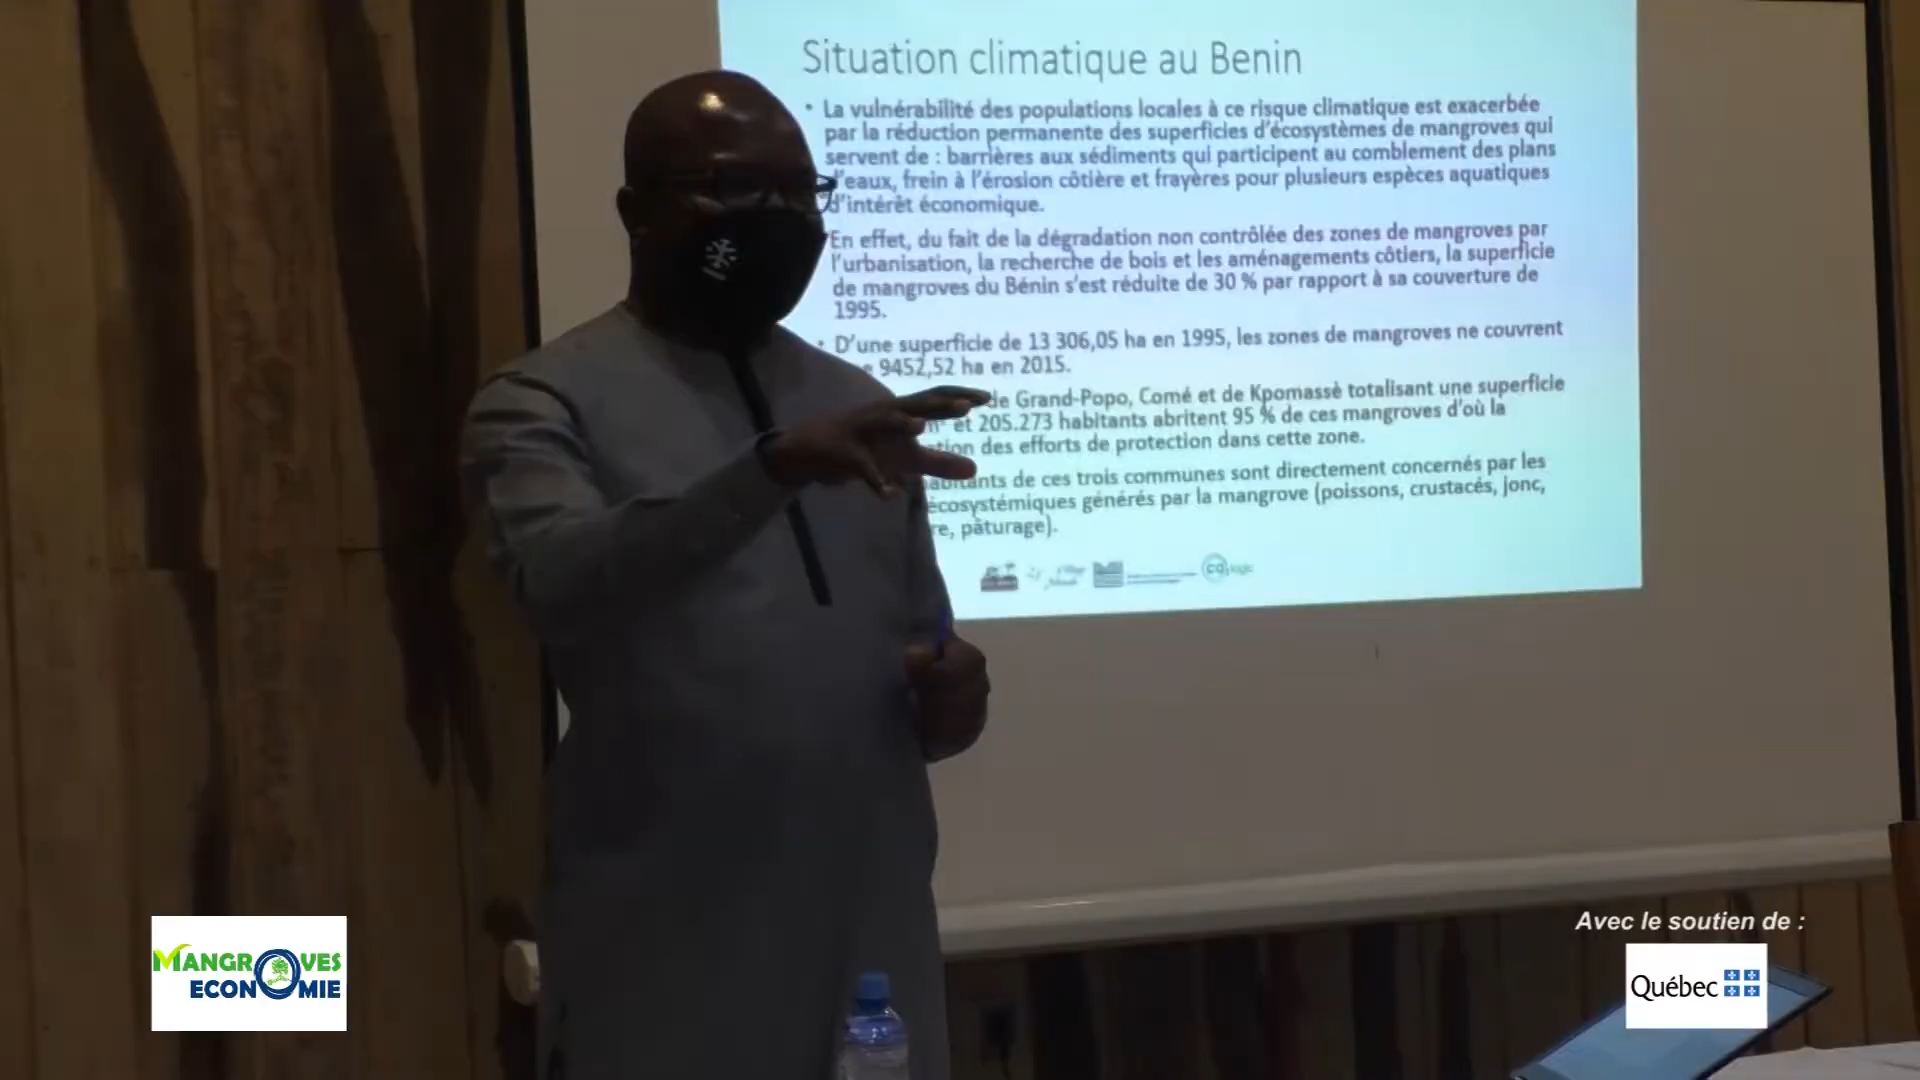 Situation climatique au Benin
• La vulnérabilité des populations locales à ce risque climatique est exacerbée
par la réduction permanente des superficies d'écosystèmes de mangroves qui
servent de : barrières aux sédiments qui participent au comblement des plans
d'eaux, frein à l'érosion côtière et frayères pour plusieurs espèces aquatiques
d'intérêt économique.
En effet, du fait de la dégradation non contrôlée des zones de mangroves par
l'urbanisation, la recherche de bois et les aménagements côtiers, la superficie
de mangroves du Bénin s'est réduite de 30 % par rapport à sa couverture de
1995.
• D'une superficie de 13 306,05 ha en 1995, les zones de mangroves ne couvrent
9452,52 ha en 2015.
de Grand-Popo, Comé et de Kpomassè totalisant une superficie
et 205.273 habitants abritent 95 % de ces mangroves d'où la
des efforts de protection dans cette zone.
de ces trois communes sont directement concernés par les
écosystémiques générés par la mangrove (poissons, crustacés, jonc,
pâturage).
MANGROVES
ECONOMIE
Avec le soutien de :
Québec